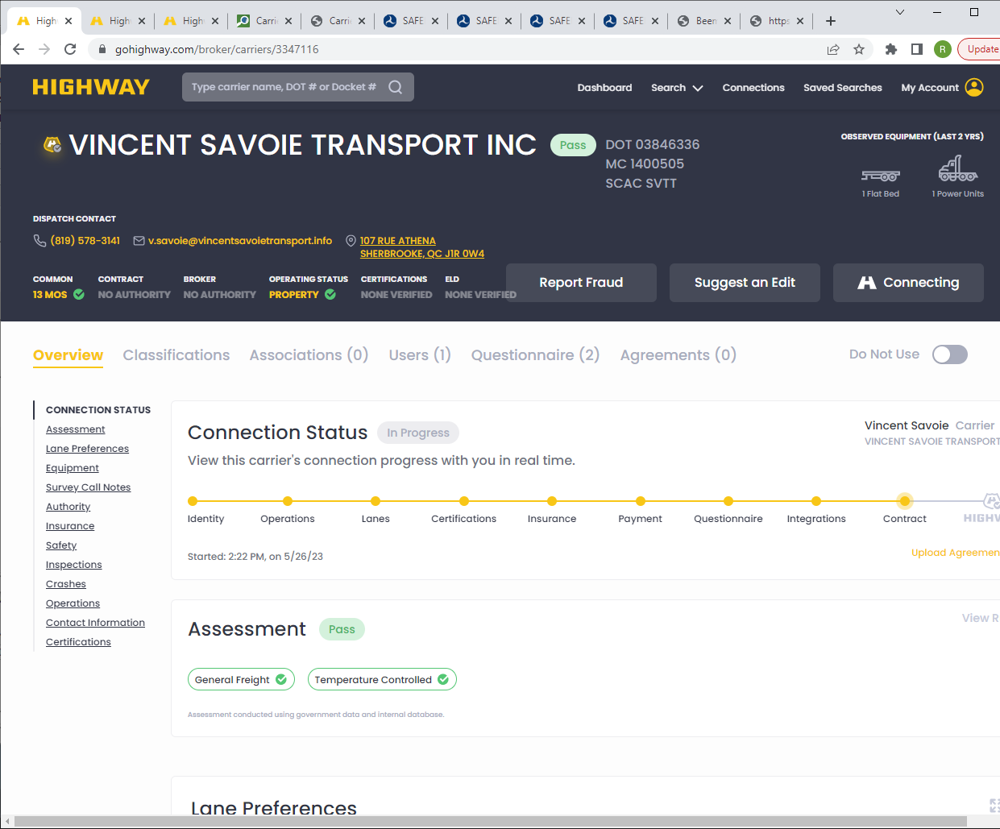 High
High
High
Carrie
Carrie
SAFE
SAFE
SAFE
SAFE
Been
https
gohighway.com/broker/carriers/3347116
R
Update
HIGHWAY
Type carrier name, DOT # or Docket #
Dashboard
Search
Connections
Saved Searches
My Account
VINCENT SAVOIE TRANSPORT INC
Pass
DOT 03846336
MC 1400505
SCAC SVTT
OBSERVED EQUIPMENT (LAST 2 YRS)
1 Flat Bed
1 Power Units
DISPATCH CONTACT
(819) 578-3141
v.savoie@vincentsavoietransport.info
107 RUE ATHENA
SHERBROOKE, QC J1R 0W4
COMMON
13 MOS
CONTRACT
NO AUTHORITY
BROKER
NO AUTHORITY
OPERATING STATUS
PROPERTY
CERTIFICATIONS
NONE VERIFIED
ELD
NONE VERIFIED
Report Fraud
Suggest an Edit
Connecting
Overview
Classifications
Associations (0)
Users (1)
Questionnaire (2)
Agreements (0)
Do Not Use
CONNECTION STATUS
Assessment
Lane Preferences
Equipment
Survey Call Notes
Authority
Insurance
Safety
Inspections
Crashes
Operations
Contact Information
Certifications
Connection Status
In Progress
Vincent Savoie Carrier
VINCENT SAVOIE TRANSPORT
View this carrier's connection progress with you in real time.
Identity
Operations
Lanes
Certifications
Insurance
Payment
Questionnaire
Integrations
Contract
HIGHW
Started: 2:22 PM, on 5/26/23
Upload Agreemen
Assessment
Pass
View R
General Freight
Temperature Controlled
Assessment conducted using government data and internal database.
Lane Preferences